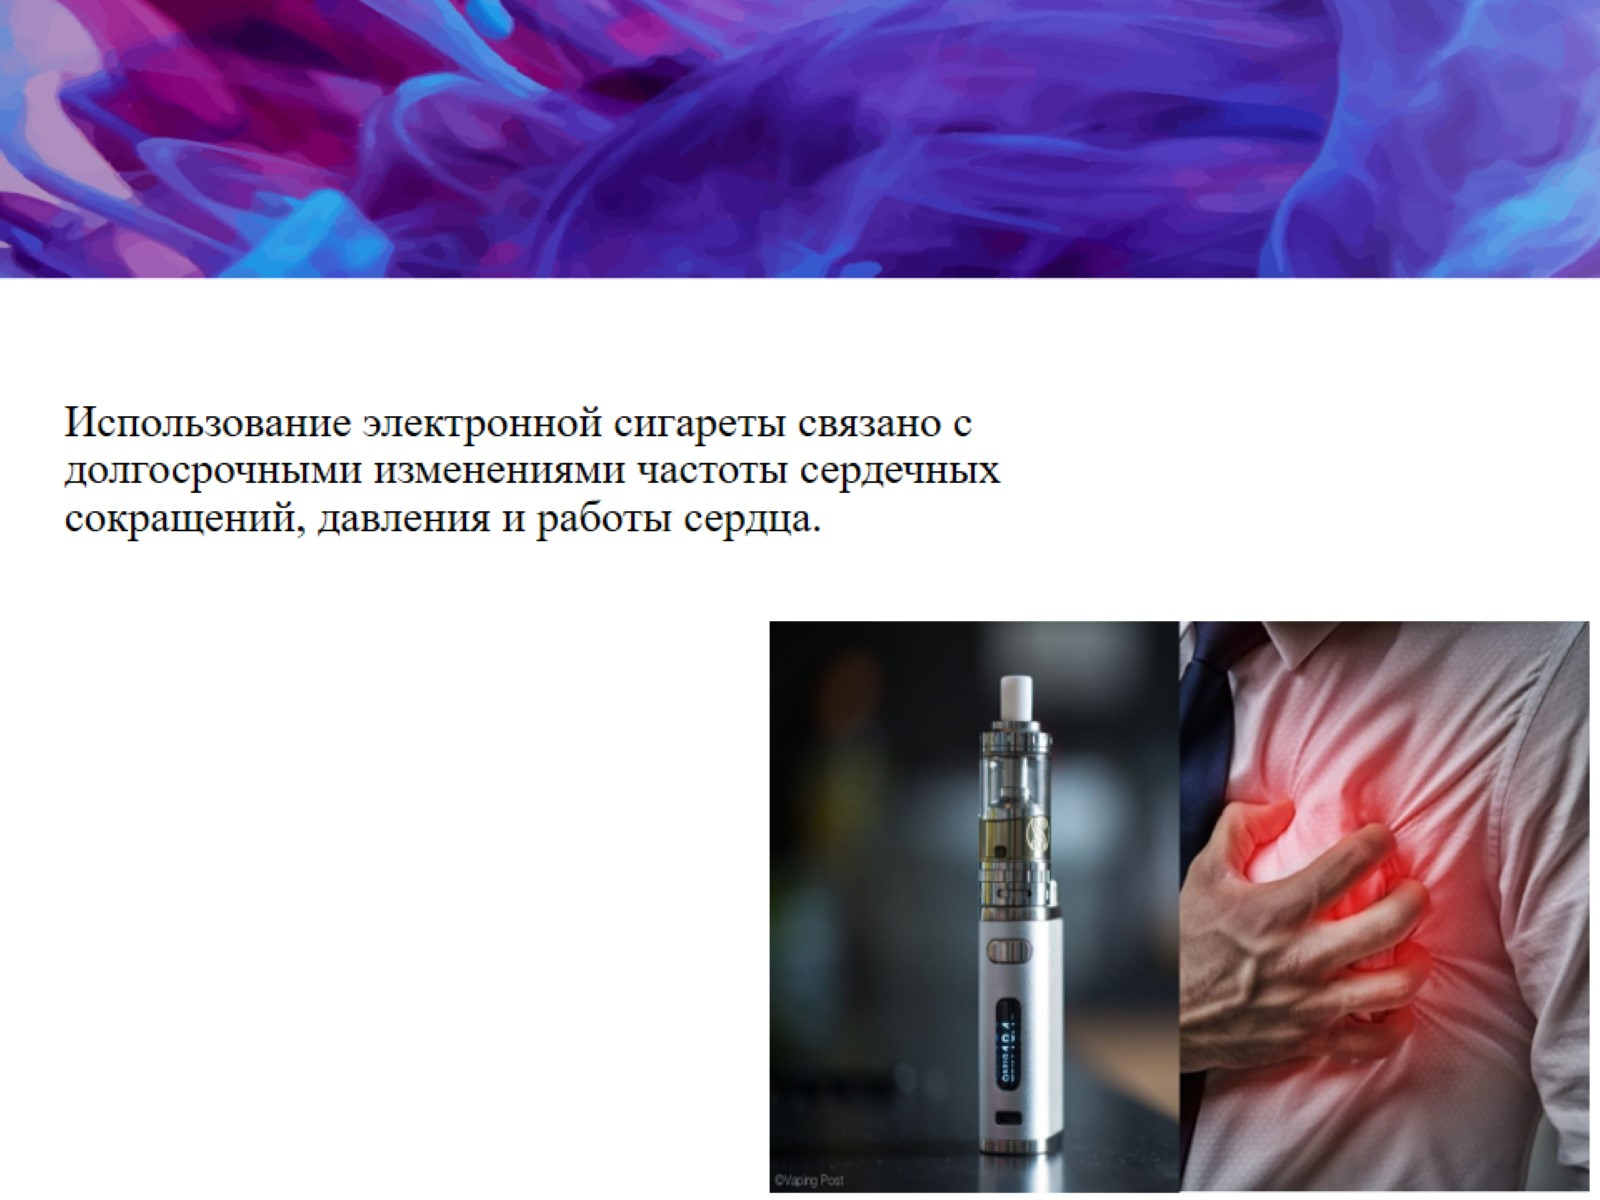 Использование электронной сигареты связано с
долгосрочными изменениями частоты сердечных
сокращений, давления и работы сердца.
©Vaping Post